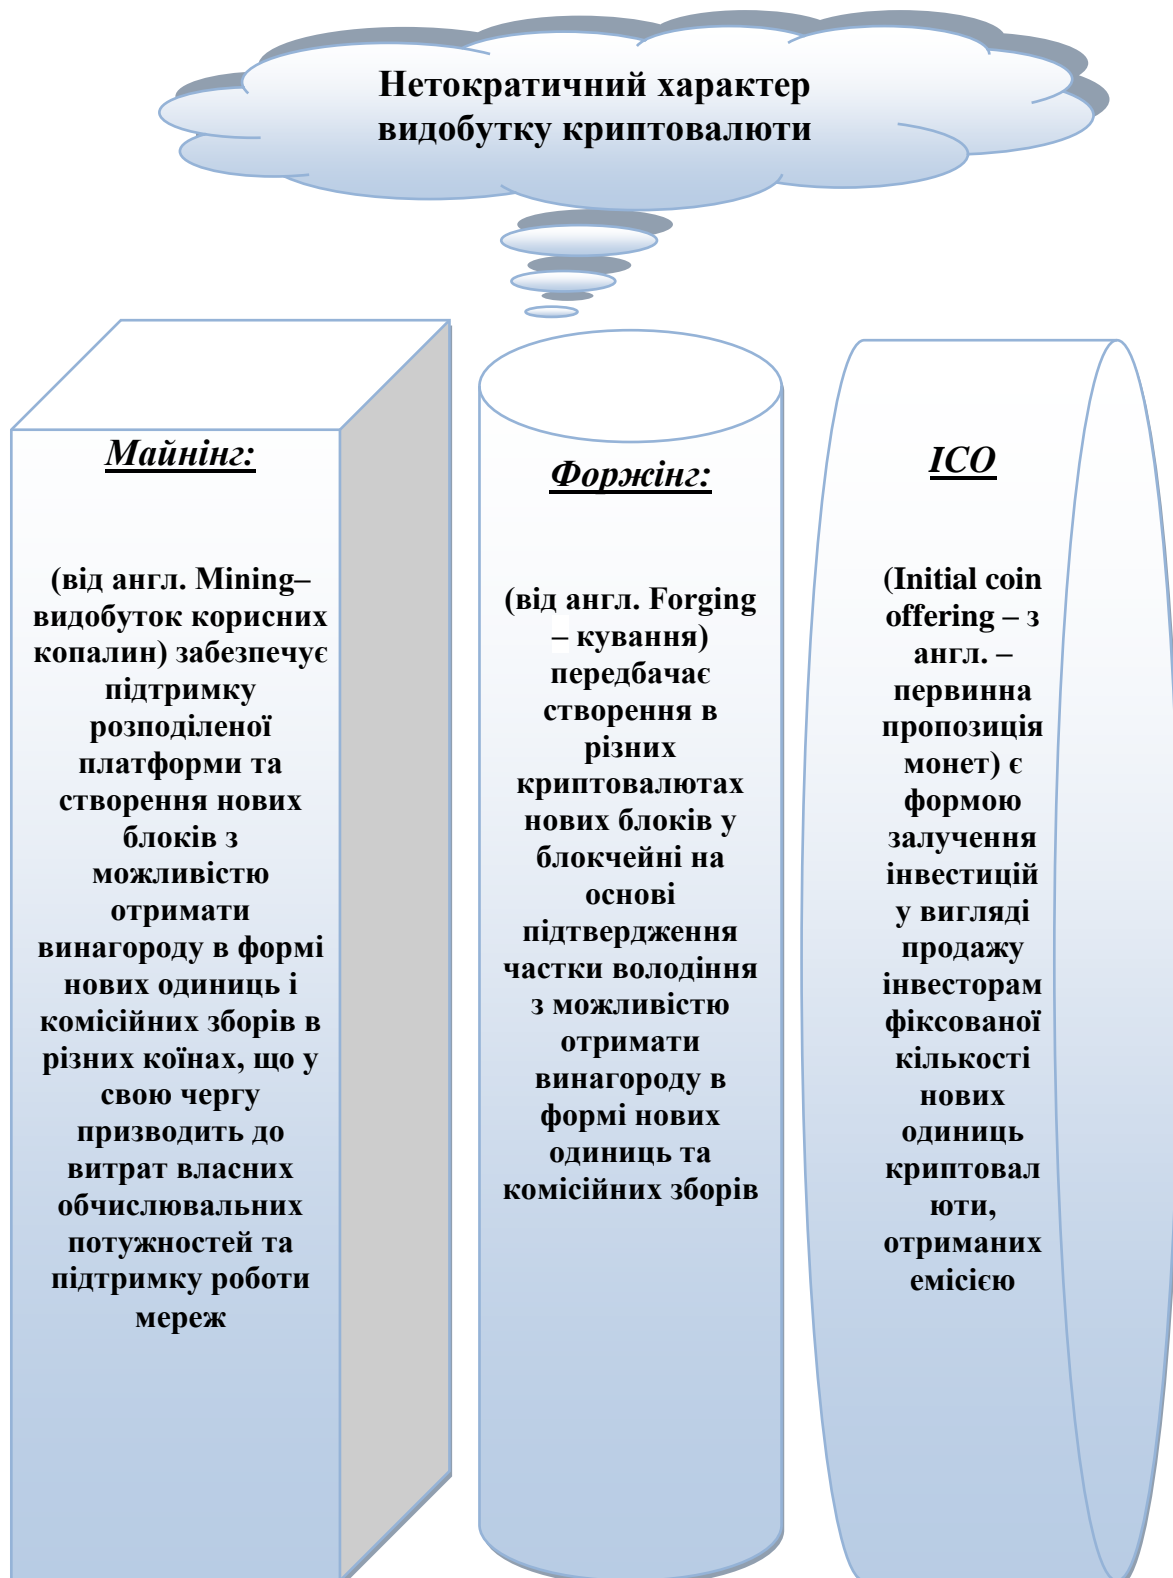 Нетократичний характер
видобутку криптовалюти
Майнінг:
(від англ. Mining–
видобуток корисних
копалин) забезпечує
підтримку
розподіленої
платформи та
створення нових
блоків з
можливістю
отримати
винагороду в формі
нових одиниць і
комісійних зборів в
різних коїнах, що у
свою чергу
призводить до
витрат власних
обчислювальних
потужностей та
підтримку роботи
мереж
Форжінг:
(від англ. Forging
– кування)
передбачає
створення в
різних
криптовалютах
нових блоків у
блокчейні на
основі
підтвердження
частки володіння
з можливістю
отримати
винагороду в
формі нових
одиниць та
комісійних зборів
ICO
(Initial coin
offering – з
англ. –
первинна
пропозиція
монет) є
формою
залучення
інвестицій
у вигляді
продажу
інвесторам
фіксованої
кількості
нових
одиниць
криптовал
юти,
отриманих
емісією